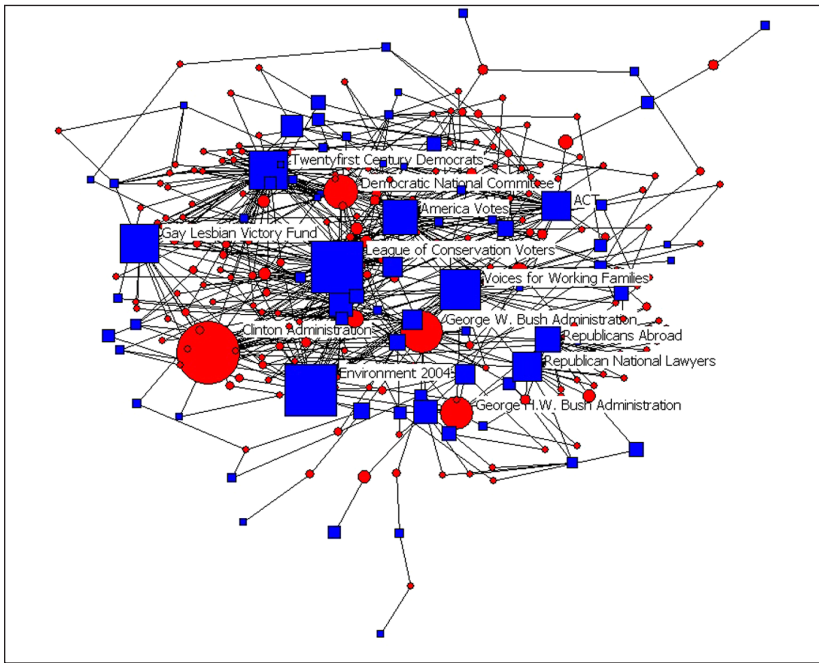 Twentyfirst Century Democrats
Democratic National Committee
ACT
America Votes
Gay Lesbian Victory Fund
League of Conservation Voters
Voices for Working Families
George W. Bush Administration
Clinton Administration
Republicans Abroad
Republican National Lawyers
Environment 2004
George H.W. Bush Administration